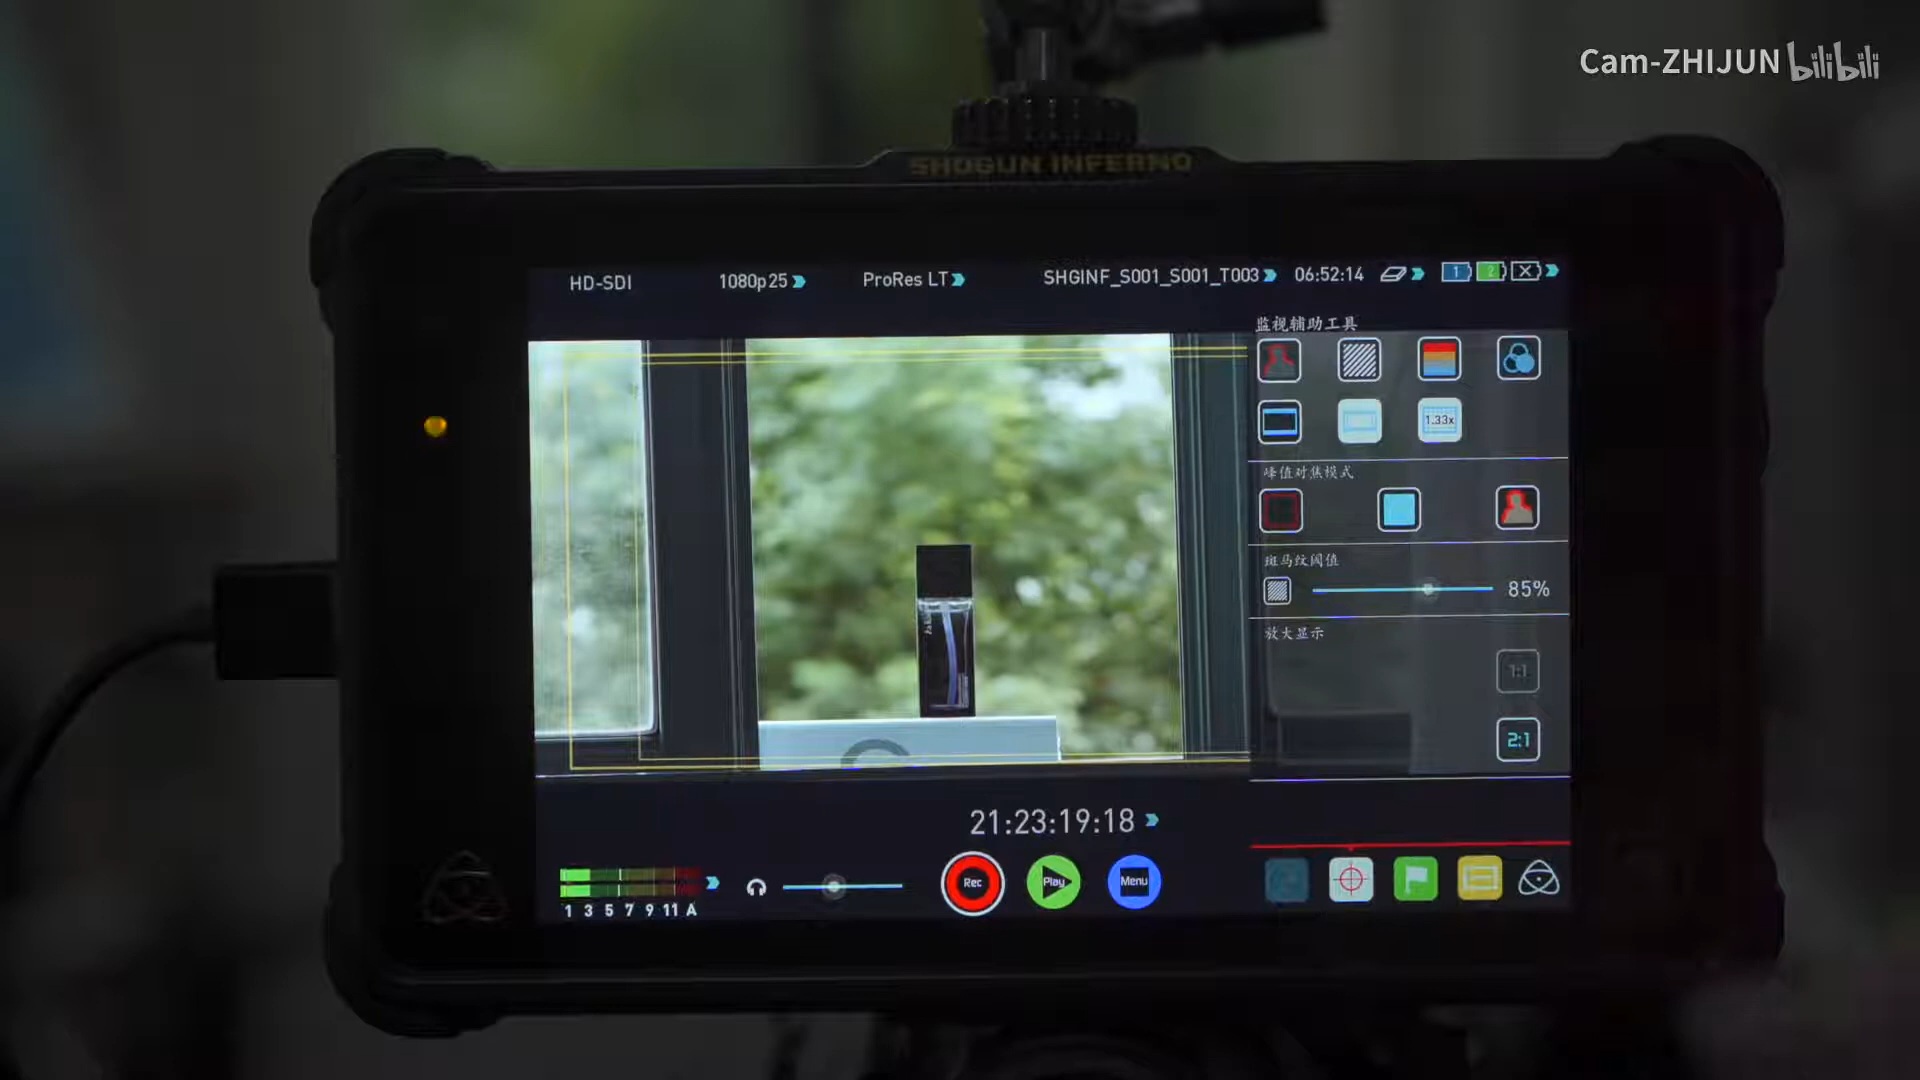 Cam-ZHIJUN bilibili
SHOGUN INFERNO
HD-SDI 1080p25 ProRes LT SHGINF_S001_S001_T003 06:52:14 1 2
监视辅助工具
1.33x
峰值对焦模式
斑马纹阈值
85%
放大显示
1:1
2:1
21:23:19:18
Rec Play Menu
1 3 5 7 9 11 A